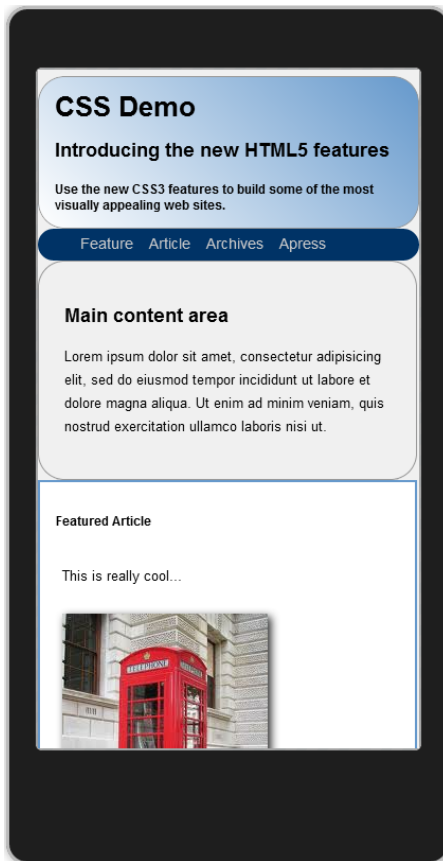 CSS Demo
Introducing the new HTML5 features
Use the new CSS3 features to build some of the most
visually appealing web sites.
Feature Article Archives Apress
Main content area
Lorem ipsum dolor sit amet, consectetur adipisicing
elit, sed do eiusmod tempor incididunt ut labore et
dolore magna aliqua. Ut enim ad minim veniam, quis
nostrud exercitation ullamco laboris nisi ut.
Featured Article
This is really cool...
TELEPHONE
TELEPHONE